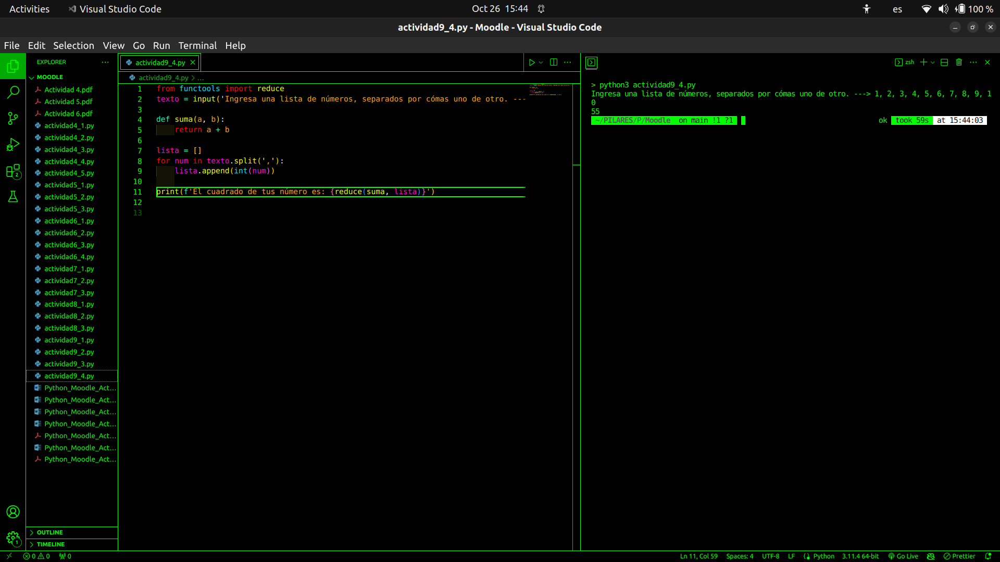 Activities
Visual Studio Code
Oct 26 15:44
es
100 %
actividad9_4.py - Moodle - Visual Studio Code
File Edit Selection View Go Run Terminal Help
EXPLORER
MOODLE
Actividad 4.pdf
Actividad 5.pdf
Actividad 6.pdf
actividad4_1.py
actividad4_2.py
actividad4_3.py
actividad4_4.py
actividad4_5.py
actividad5_1.py
actividad5_2.py
actividad5_3.py
actividad6_1.py
actividad6_2.py
actividad6_3.py
actividad6_4.py
actividad7_1.py
actividad7_2.py
actividad7_3.py
actividad8_1.py
actividad8_2.py
actividad8_3.py
actividad9_1.py
actividad9_2.py
actividad9_3.py
actividad9_4.py
Python_Moodle_Act...
Python_Moodle_Act...
Python_Moodle_Act...
Python_Moodle_Act...
Python_Moodle_Act...
Python_Moodle_Act...
Python_Moodle_Act...
OUTLINE
TIMELINE
2
1
actividad9_4.py
actividad9_4.py > ...
1 from functools import reduce
2 texto = input('Ingresa una lista de números, separados por cómas uno de otro. ---
3
4 def suma(a, b):
5     return a + b
6
7 lista = []
8 for num in texto.split(','):
9     lista.append(int(num))
10
11 print(f'El cuadrado de tus número es: {reduce(suma, lista)}')
12
13
zsh
> python3 actividad9_4.py
Ingresa una lista de números, separados por cómas uno de otro. ---> 1, 2, 3, 4, 5, 6, 7, 8, 9, 1
0
55
~/PILARES/P/Moodle on main !1 ?1 ok took 59s at 15:44:03
0 0 0
Ln 11, Col 59 Spaces: 4 UTF-8 LF Python 3.11.4 64-bit Go Live Prettier